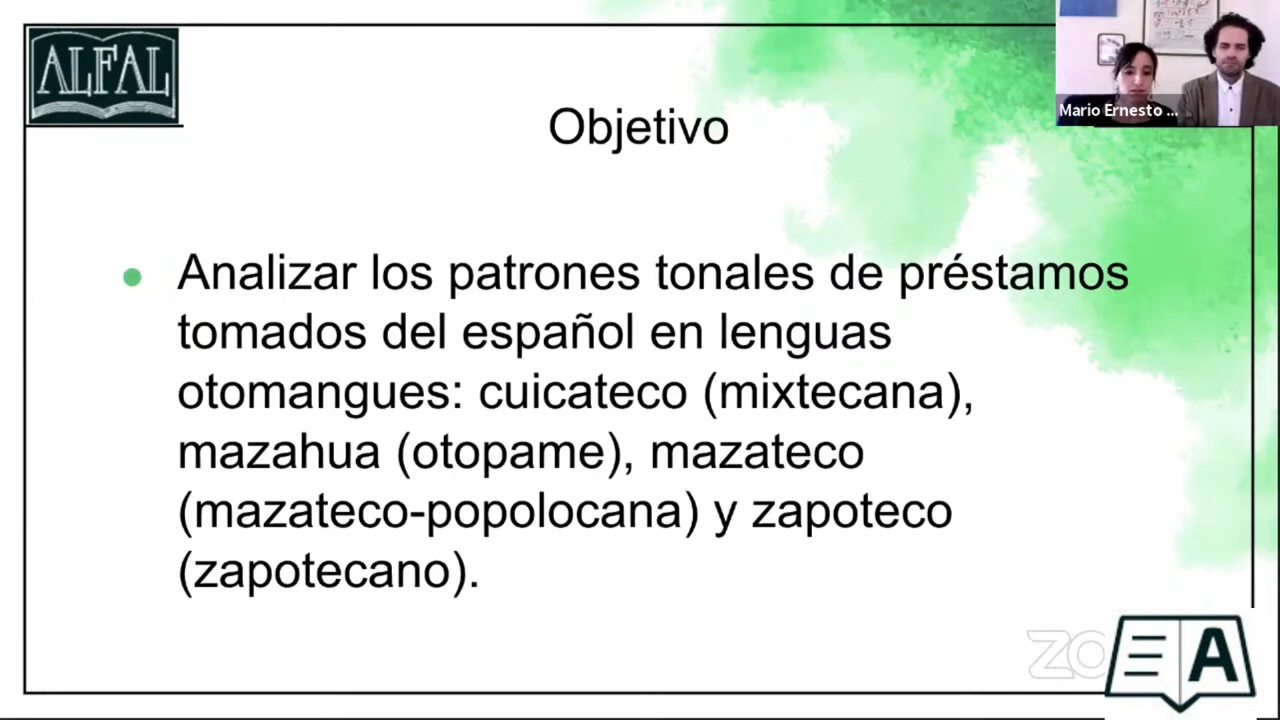 ALFAL
Mario Ernesto ...
Objetivo
Analizar los patrones tonales de préstamos
tomados del español en lenguas
otomangues: cuicateco (mixtecana),
mazahua (otopame), mazateco
(mazateco-popolocana) y zapoteco
(zapotecano).
A